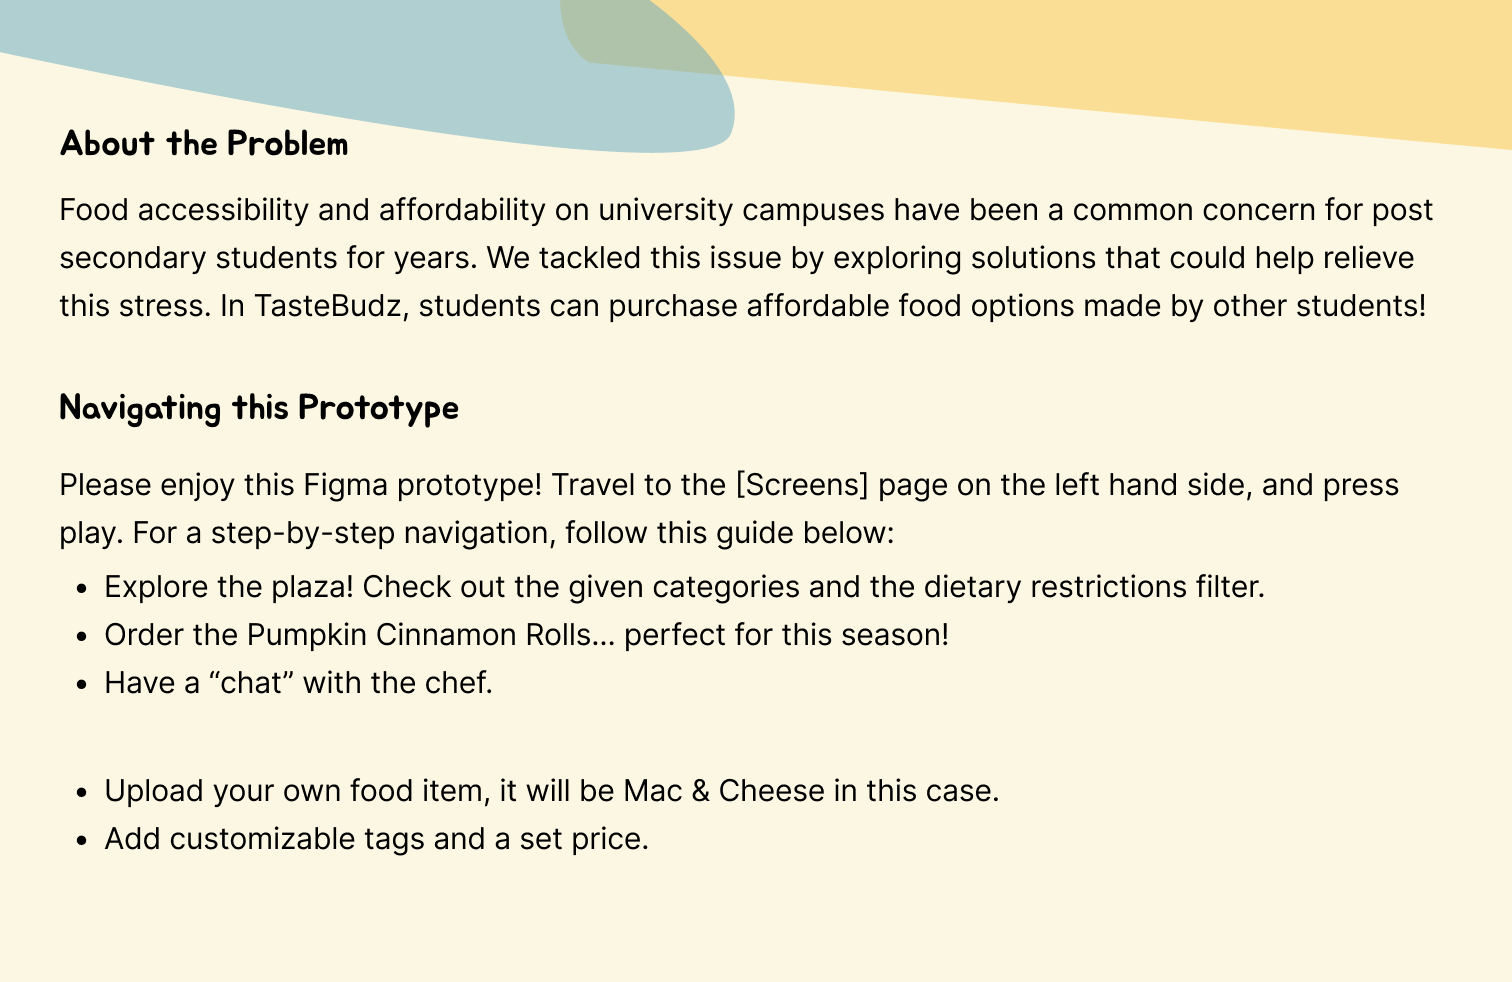 About the Problem
Food accessibility and affordability on university campuses have been a common concern for post
secondary students for years. We tackled this issue by exploring solutions that could help relieve
this stress. In TasteBudz, students can purchase affordable food options made by other students!
Navigating this Prototype
Please enjoy this Figma prototype! Travel to the [Screens] page on the left hand side, and press
play. For a step-by-step navigation, follow this guide below:
• Explore the plaza! Check out the given categories and the dietary restrictions filter.
• Order the Pumpkin Cinnamon Rolls... perfect for this season!
• Have a “chat” with the chef.
• Upload your own food item, it will be Mac & Cheese in this case.
• Add customizable tags and a set price.